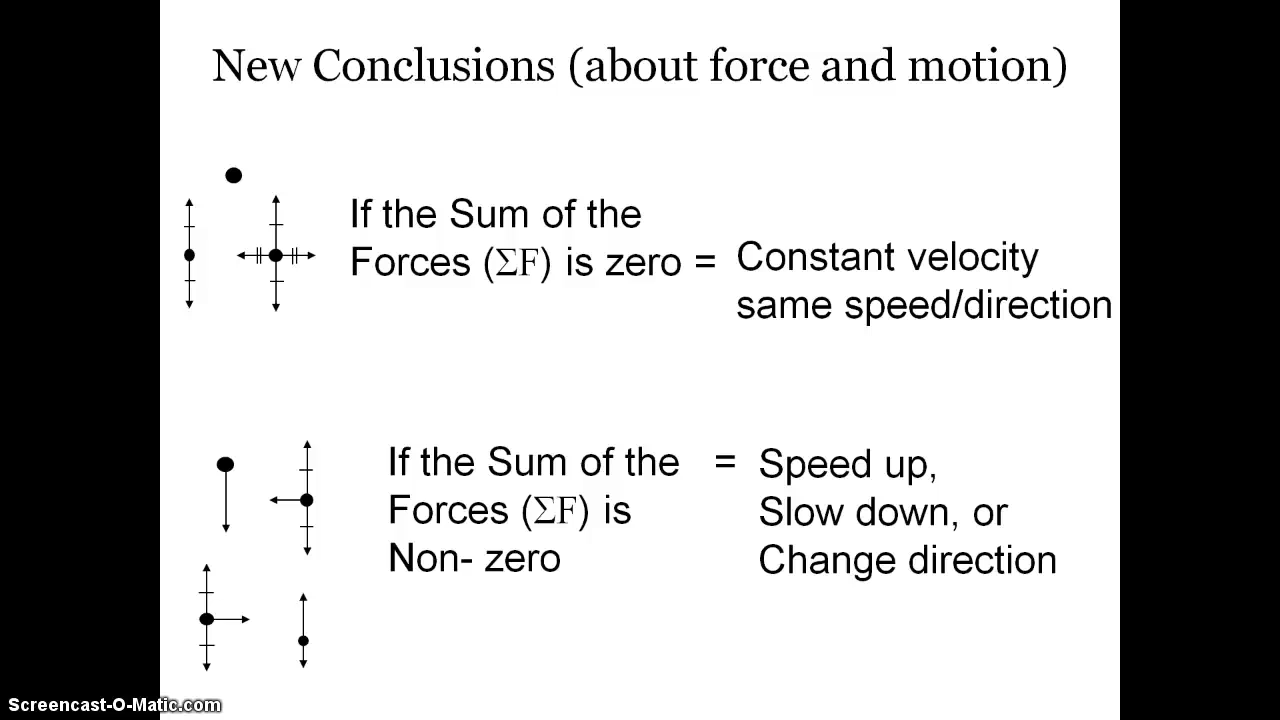 New Conclusions (about force and motion)
If the Sum of the
Forces (ΣF) is zero =
Constant velocity
same speed/direction
If the Sum of the
Forces (ΣF) is
Non- zero
=
Speed up,
Slow down, or
Change direction
Screencast-O-Matic.com